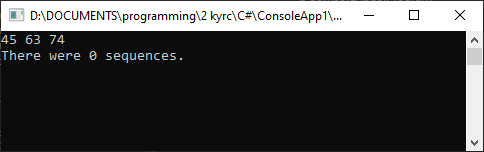 D:\DOCUMENTS\programming\2 kyrc\C#\ConsoleApp1\...
45 63 74
There were 0 sequences.